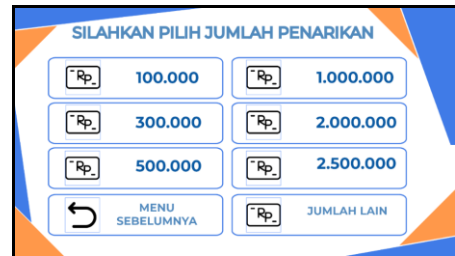 SILAHKAN PILIH JUMLAH PENARIKAN
Rp 100.000
Rp 1.000.000
Rp 300.000
Rp 2.000.000
Rp 500.000
Rp 2.500.000
MENU
SEBELUMNYA
Rp JUMLAH LAIN